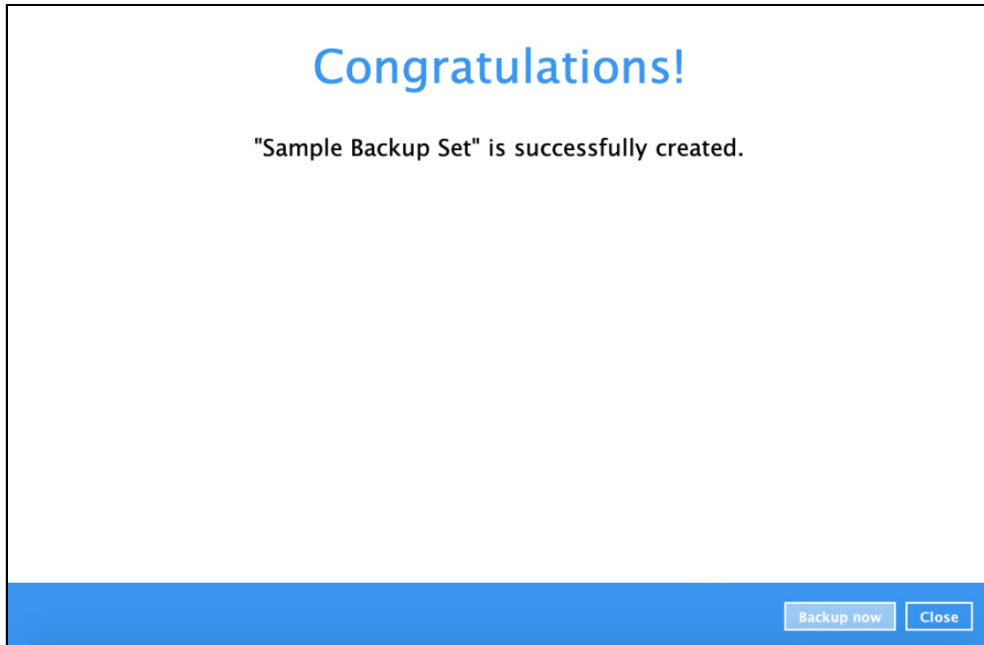 Congratulations!
"Sample Backup Set" is successfully created.
Backup now
Close